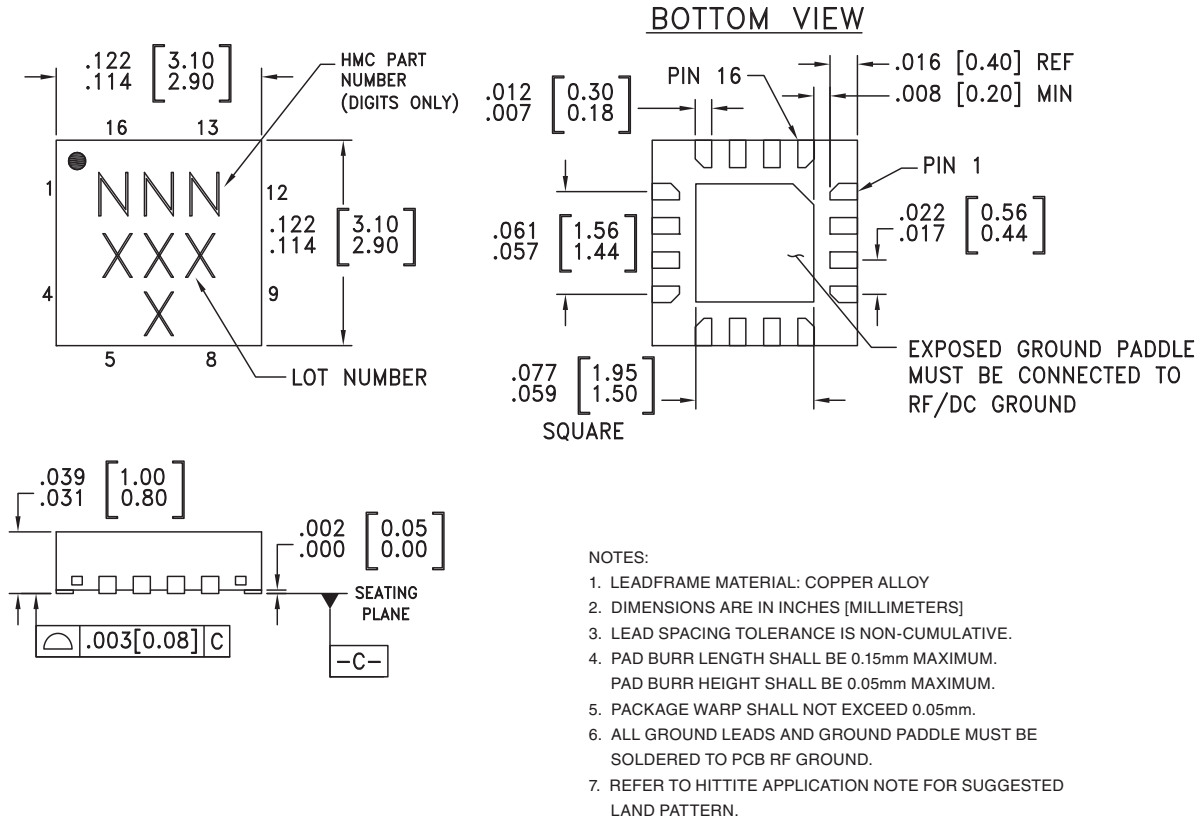 BOTTOM VIEW
.122 [3.10]
.114 [2.90]
HMC PART
NUMBER
(DIGITS ONLY)
16 13
1
12
4
9
5 8
NNN
XXX
X
.122 [3.10]
.114 [2.90]
LOT NUMBER
PIN 16
.016 [0.40] REF
.008 [0.20] MIN
.012 [0.30]
.007 [0.18]
PIN 1
.061 [1.56]
.057 [1.44]
.022 [0.56]
.017 [0.44]
.077 [1.95]
.059 [1.50]
SQUARE
EXPOSED GROUND PADDLE
MUST BE CONNECTED TO
RF/DC GROUND
.039 [1.00]
.031 [0.80]
.002 [0.05]
.000 [0.00]
SEATING
PLANE
.003[0.08] C
-C-
NOTES:
1. LEADFRAME MATERIAL: COPPER ALLOY
2. DIMENSIONS ARE IN INCHES [MILLIMETERS]
3. LEAD SPACING TOLERANCE IS NON-CUMULATIVE.
4. PAD BURR LENGTH SHALL BE 0.15mm MAXIMUM.
PAD BURR HEIGHT SHALL BE 0.05mm MAXIMUM.
5. PACKAGE WARP SHALL NOT EXCEED 0.05mm.
6. ALL GROUND LEADS AND GROUND PADDLE MUST BE
SOLDERED TO PCB RF GROUND.
7. REFER TO HITTITE APPLICATION NOTE FOR SUGGESTED
LAND PATTERN.